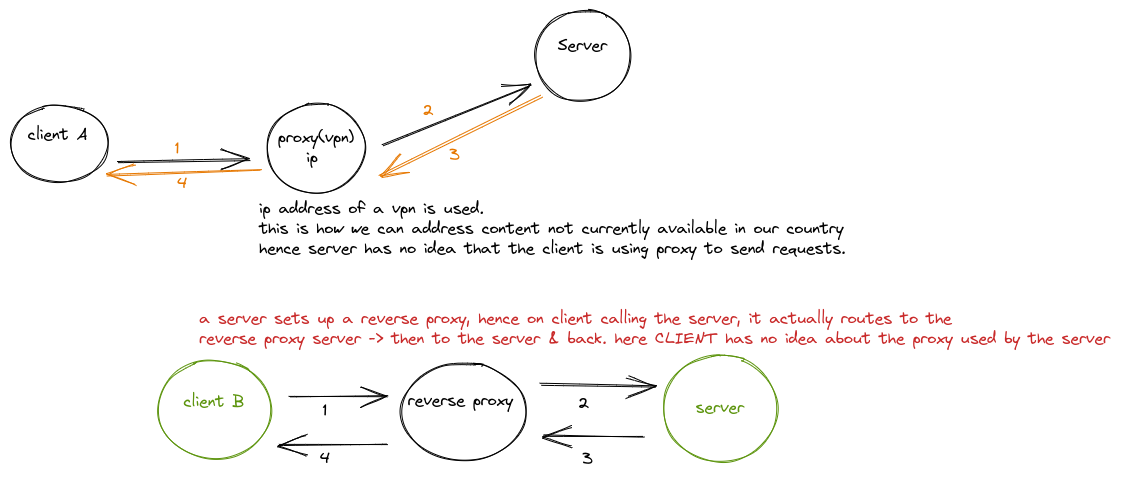 Server
client A
proxy(vpn)
ip
1
2
3
4
ip address of a vpn is used.
this is how we can address content not currently available in our country
hence server has no idea that the client is using proxy to send requests.
a server sets up a reverse proxy, hence on client calling the server, it actually routes to the
reverse proxy server -> then to the server & back. here CLIENT has no idea about the proxy used by the server
client B
reverse proxy
server
1
2
3
4